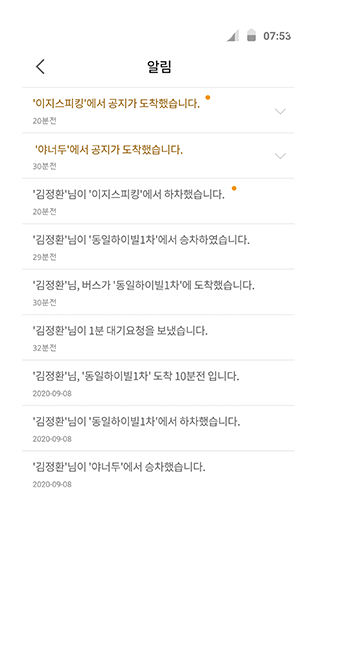 07:53
알림
'이지스피킹'에서 공지가 도착했습니다.
20분전
'야너두'에서 공지가 도착했습니다.
30분전
'김정환'님이 '이지스피킹'에서 하차했습니다.
20분전
'김정환'님이 '동일하이빌1차'에서 승차하였습니다.
29분전
'김정환'님, 버스가 '동일하이빌1차'에 도착했습니다.
30분전
'김정환'님이 1분 대기요청을 보냈습니다.
32분전
'김정환'님, '동일하이빌1차' 도착 10분전 입니다.
2020-09-08
'김정환'님이 '동일하이빌1차'에서 하차했습니다.
2020-09-08
'김정환'님이 '야너두'에서 승차했습니다.
2020-09-08